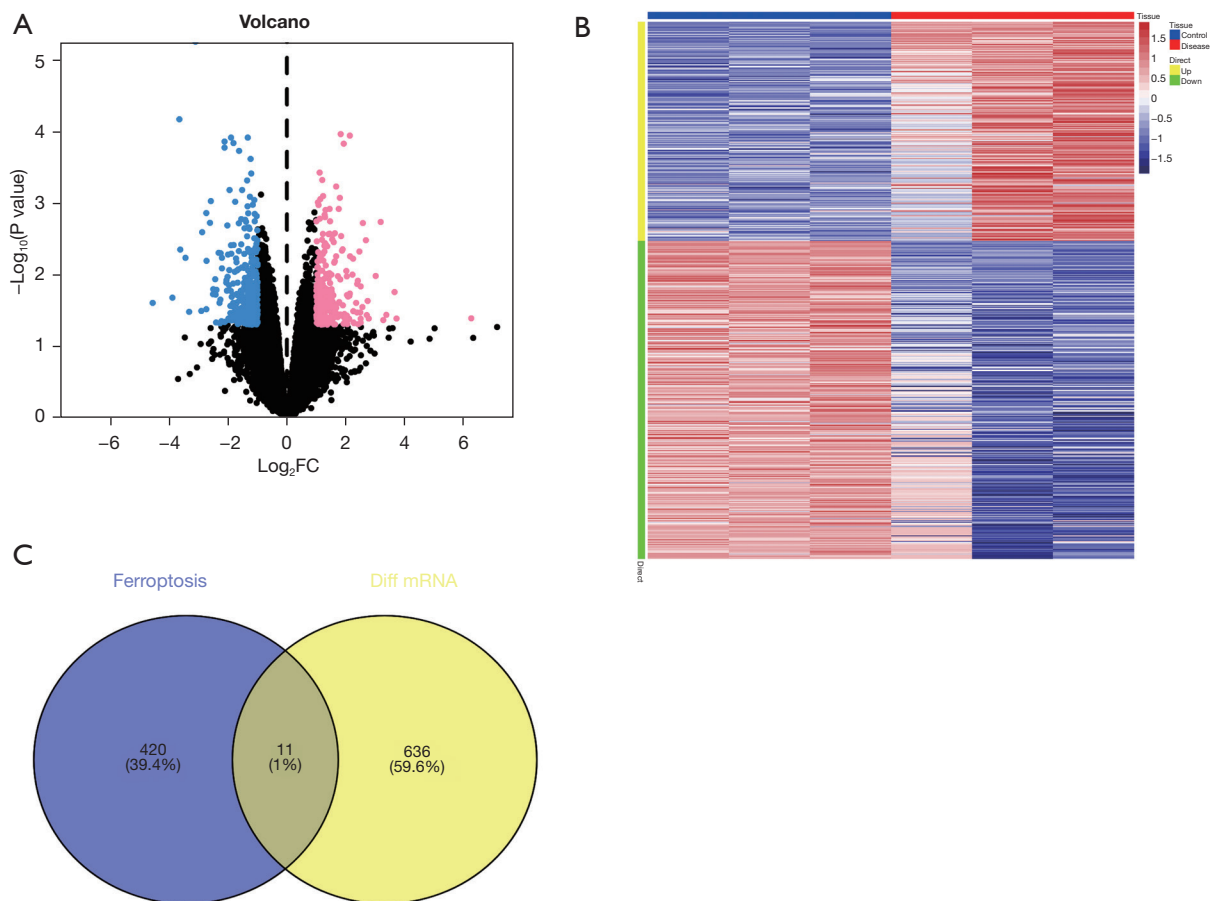 A
Volcano
5
4
3
2
1
0
–Log10(P value)
–6 –4 –2 0 2 4 6
Log2FC
B
Tissue
1.5
1
0.5
0
−0.5
−1
−1.5
Tissue
Control
Disease
Direct
Up
Down
Direct
C
Ferroptosis Diff mRNA
420
(39.4%)
11
(1%)
636
(59.6%)